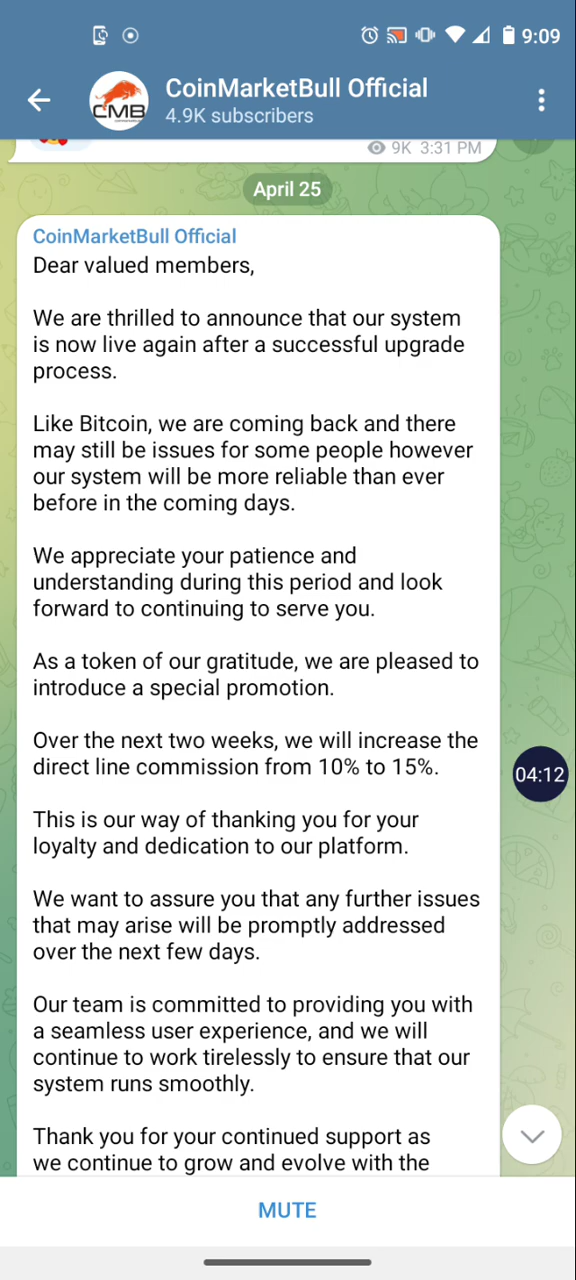 9:09
CMB
CoinMarketBull Official
4.9K subscribers
9K 3:31 PM
April 25
CoinMarketBull Official
Dear valued members,
We are thrilled to announce that our system
is now live again after a successful upgrade
process.
Like Bitcoin, we are coming back and there
may still be issues for some people however
our system will be more reliable than ever
before in the coming days.
We appreciate your patience and
understanding during this period and look
forward to continuing to serve you.
As a token of our gratitude, we are pleased to
introduce a special promotion.
Over the next two weeks, we will increase the
direct line commission from 10% to 15%.
04:12
This is our way of thanking you for your
loyalty and dedication to our platform.
We want to assure you that any further issues
that may arise will be promptly addressed
over the next few days.
Our team is committed to providing you with
a seamless user experience, and we will
continue to work tirelessly to ensure that our
system runs smoothly.
Thank you for your continued support as
we continue to grow and evolve with the
MUTE